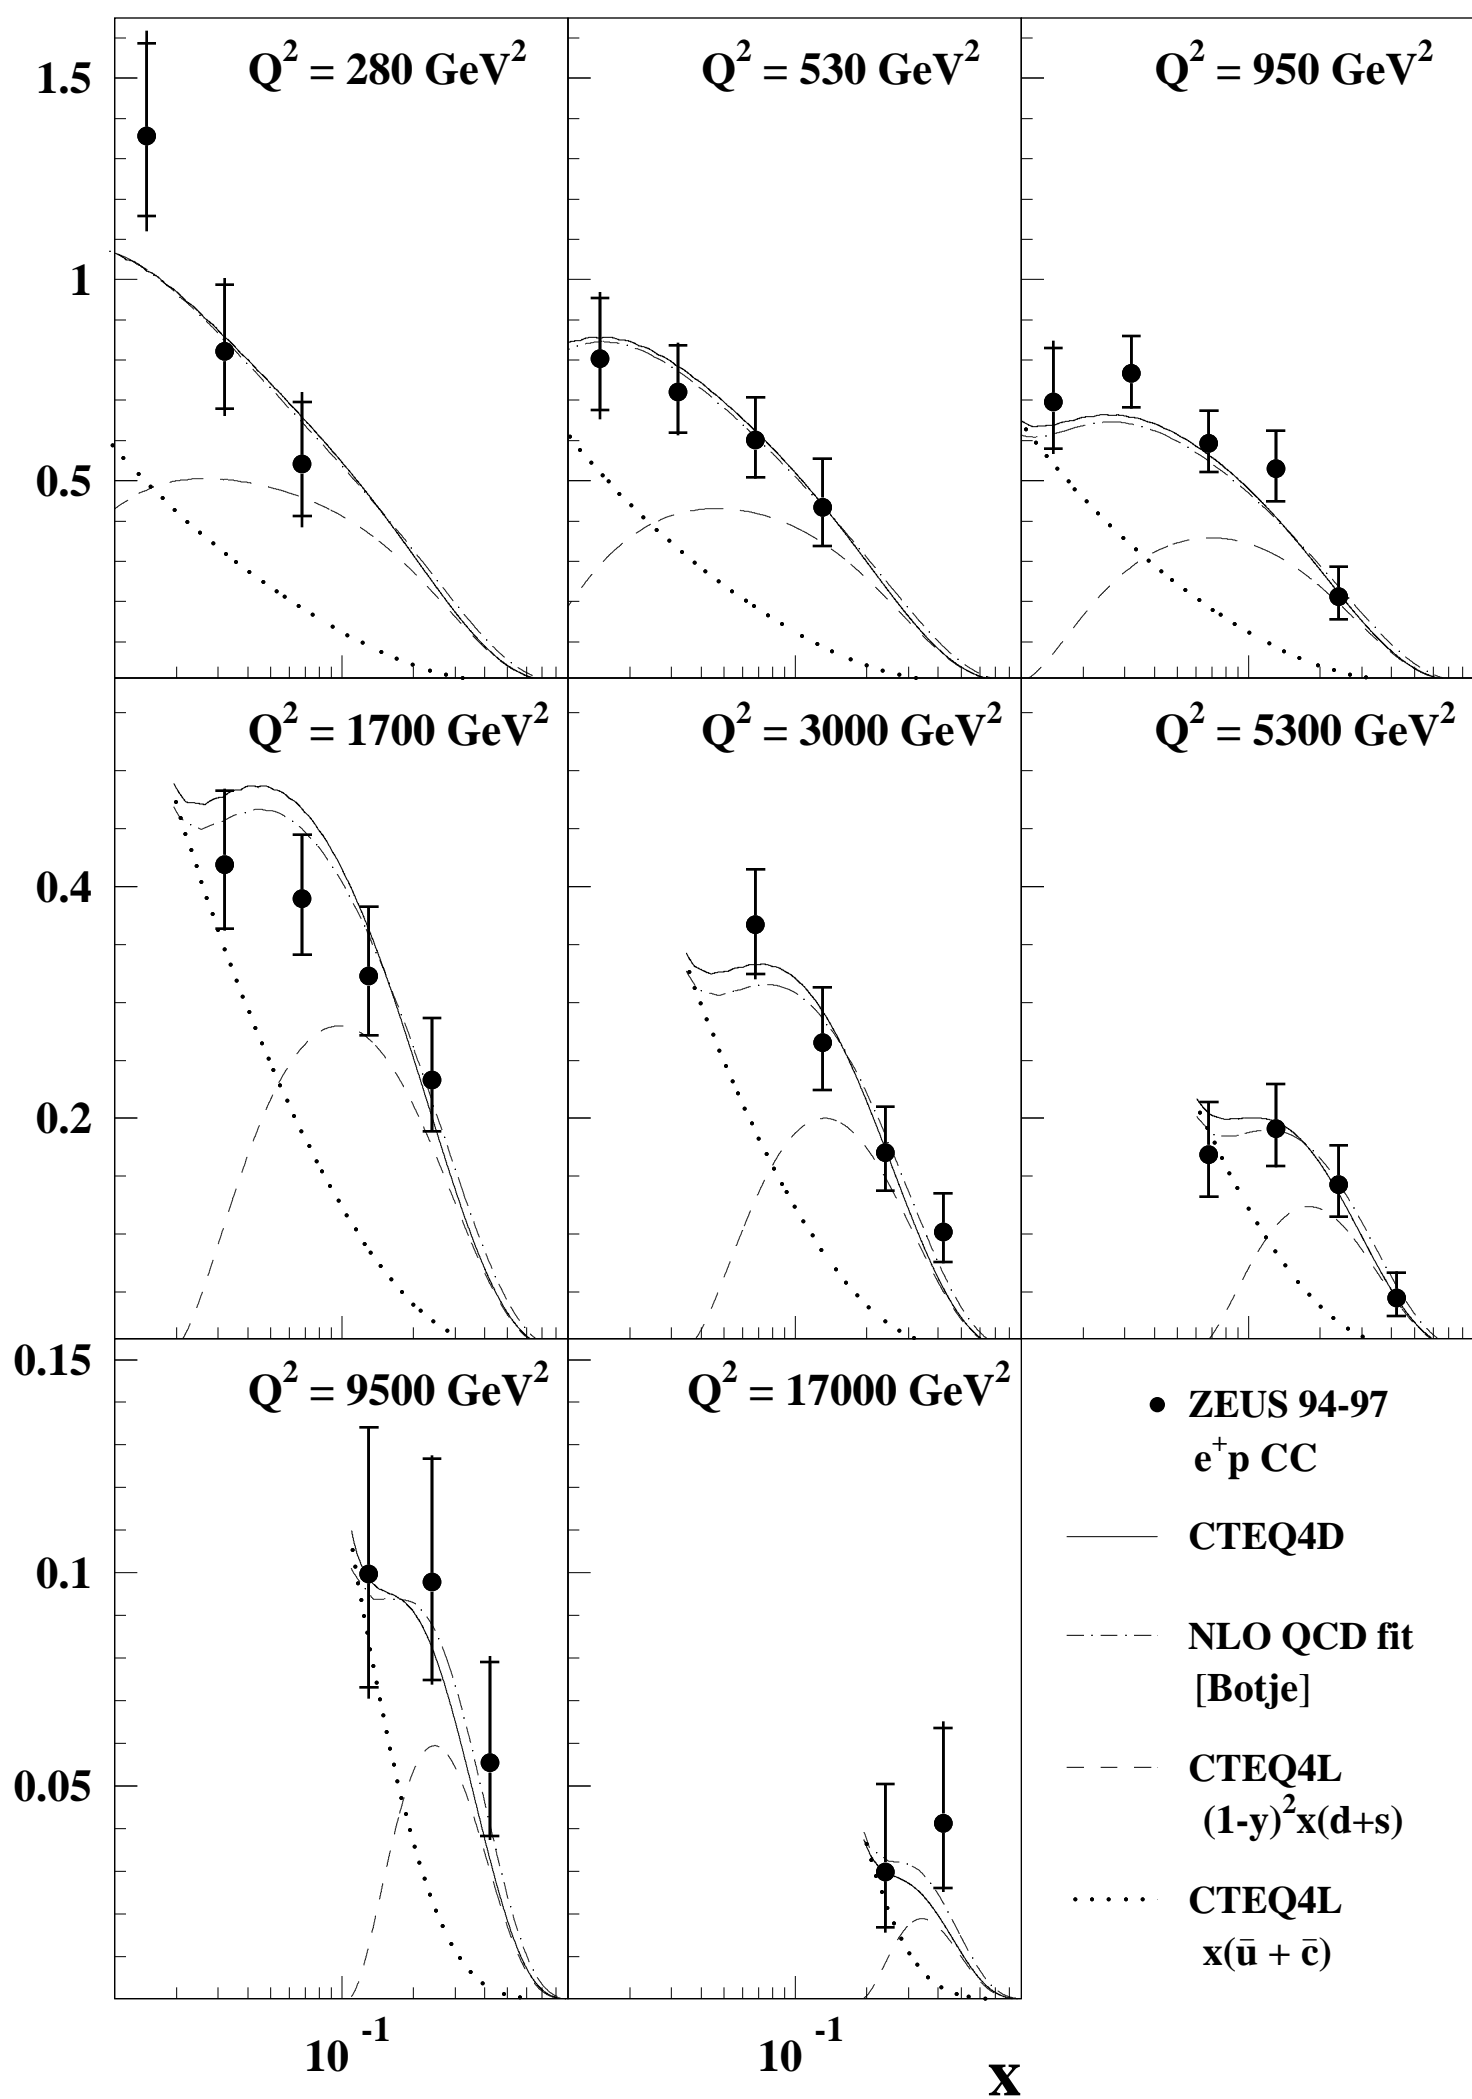 Q² = 280 GeV²
Q² = 530 GeV²
Q² = 950 GeV²
1.5
1
0.5
Q² = 1700 GeV²
Q² = 3000 GeV²
Q² = 5300 GeV²
0.4
0.2
Q² = 9500 GeV²
Q² = 17000 GeV²
0.15
0.1
0.05
ZEUS 94-97
e⁺p CC
CTEQ4D
NLO QCD fit
[Botje]
CTEQ4L
(1-y)²x(d+s)
CTEQ4L
x(ū + c̄)
10⁻¹
10⁻¹
x